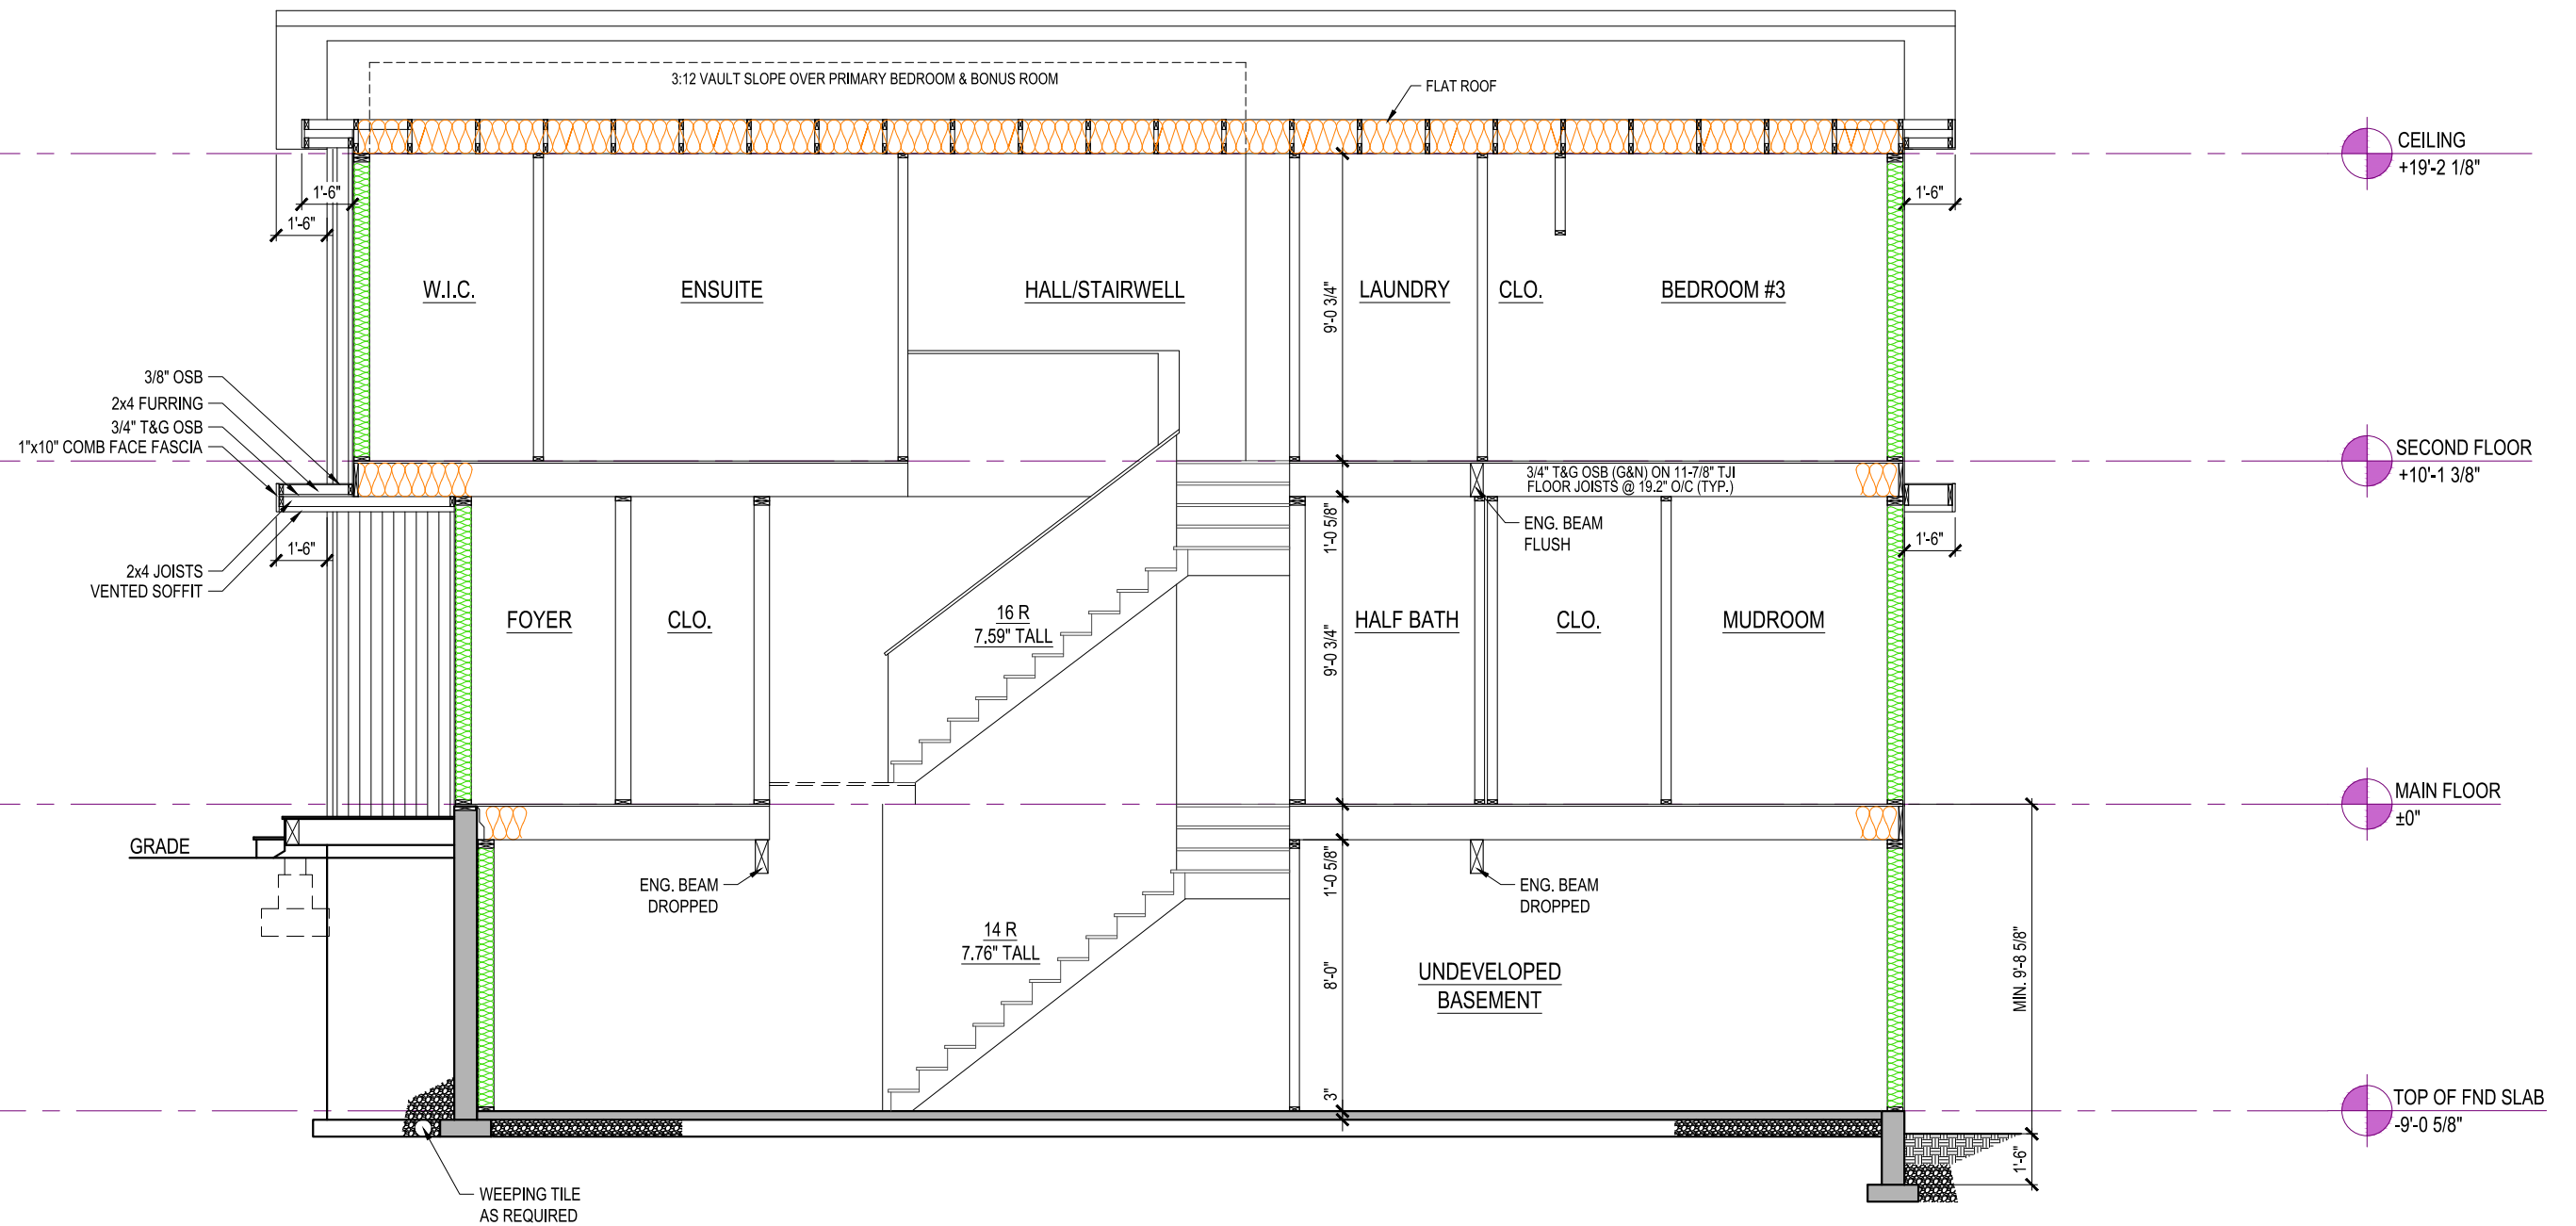 3:12 VAULT SLOPE OVER PRIMARY BEDROOM & BONUS ROOM
FLAT ROOF
CEILING
+19'-2 1/8"
1'-6"
1'-6"
1'-6"
W.I.C.
ENSUITE
HALL/STAIRWELL
LAUNDRY
CLO.
BEDROOM #3
9'-0 3/4"
3/8" OSB
2x4 FURRING
3/4" T&G OSB
1"x10" COMB FACE FASCIA
SECOND FLOOR
+10'-1 3/8"
3/4" T&G OSB (G&N) ON 11-7/8" TJI
FLOOR JOISTS @ 19.2" O/C (TYP.)
1'-0 5/8"
ENG. BEAM
FLUSH
1'-6"
1'-6"
2x4 JOISTS
VENTED SOFFIT
FOYER
CLO.
16 R
7.59" TALL
HALF BATH
CLO.
MUDROOM
9'-0 3/4"
MAIN FLOOR
±0"
GRADE
ENG. BEAM
DROPPED
1'-0 5/8"
ENG. BEAM
DROPPED
14 R
7.76" TALL
8'-0"
UNDEVELOPED
BASEMENT
MIN. 9'-8 5/8"
3"
TOP OF FND SLAB
-9'-0 5/8"
1'-6"
WEEPING TILE
AS REQUIRED